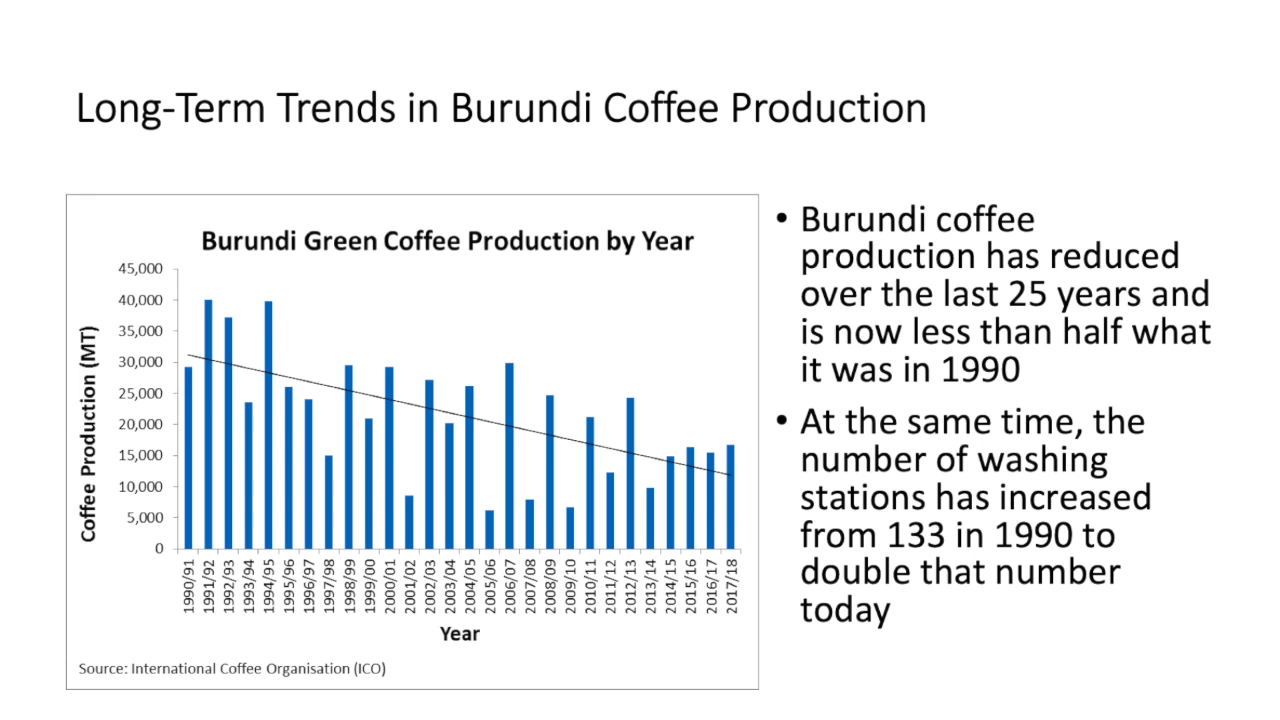 Long-Term Trends in Burundi Coffee Production
Burundi Green Coffee Production by Year
Coffee Production (MT)
45,000
40,000
35,000
30,000
25,000
20,000
15,000
10,000
5,000
0
1990/91
1991/92
1992/93
1993/94
1994/95
1995/96
1996/97
1997/98
1998/99
1999/00
2000/01
2001/02
2002/03
2003/04
2004/05
2005/06
2006/07
2007/08
2008/09
2009/10
2010/11
2011/12
2012/13
2013/14
2014/15
2015/16
2016/17
2017/18
Year
Source: International Coffee Organisation (ICO)
• Burundi coffee
production has reduced
over the last 25 years and
is now less than half what
it was in 1990
• At the same time, the
number of washing
stations has increased
from 133 in 1990 to
double that number
today